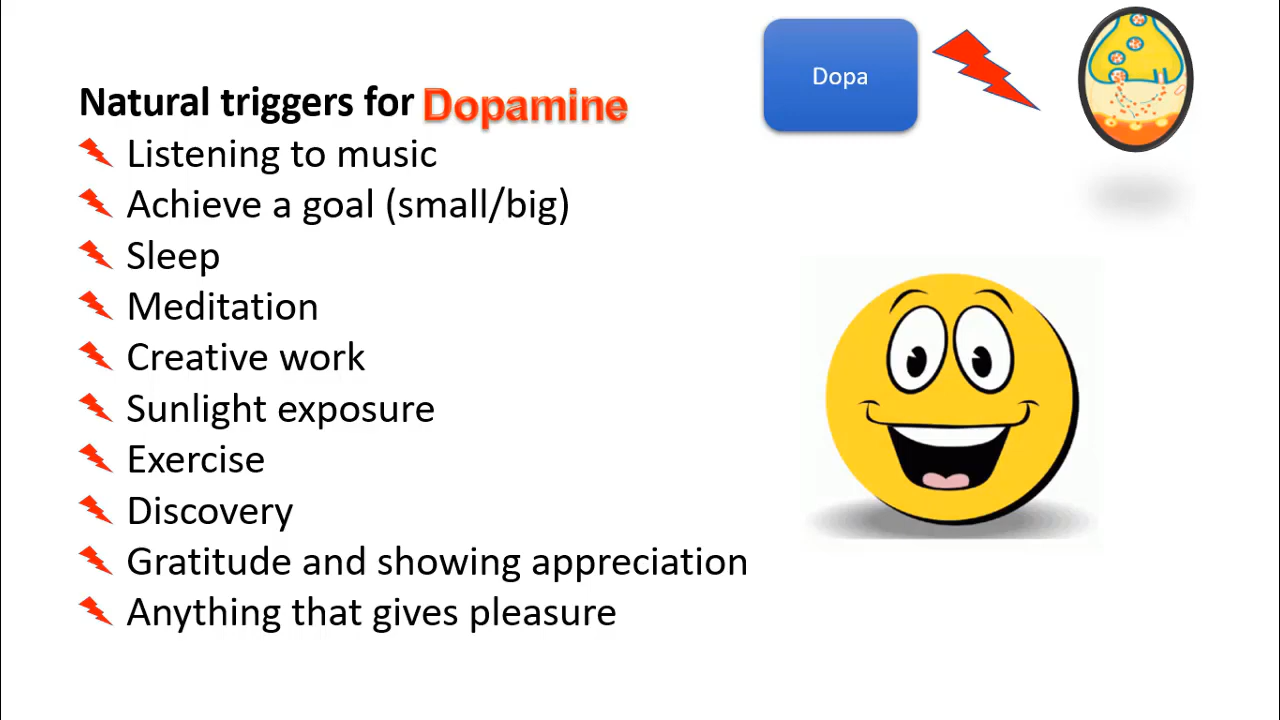 Dopa
Natural triggers for Dopamine
Listening to music
Achieve a goal (small/big)
Sleep
Meditation
Creative work
Sunlight exposure
Exercise
Discovery
Gratitude and showing appreciation
Anything that gives pleasure